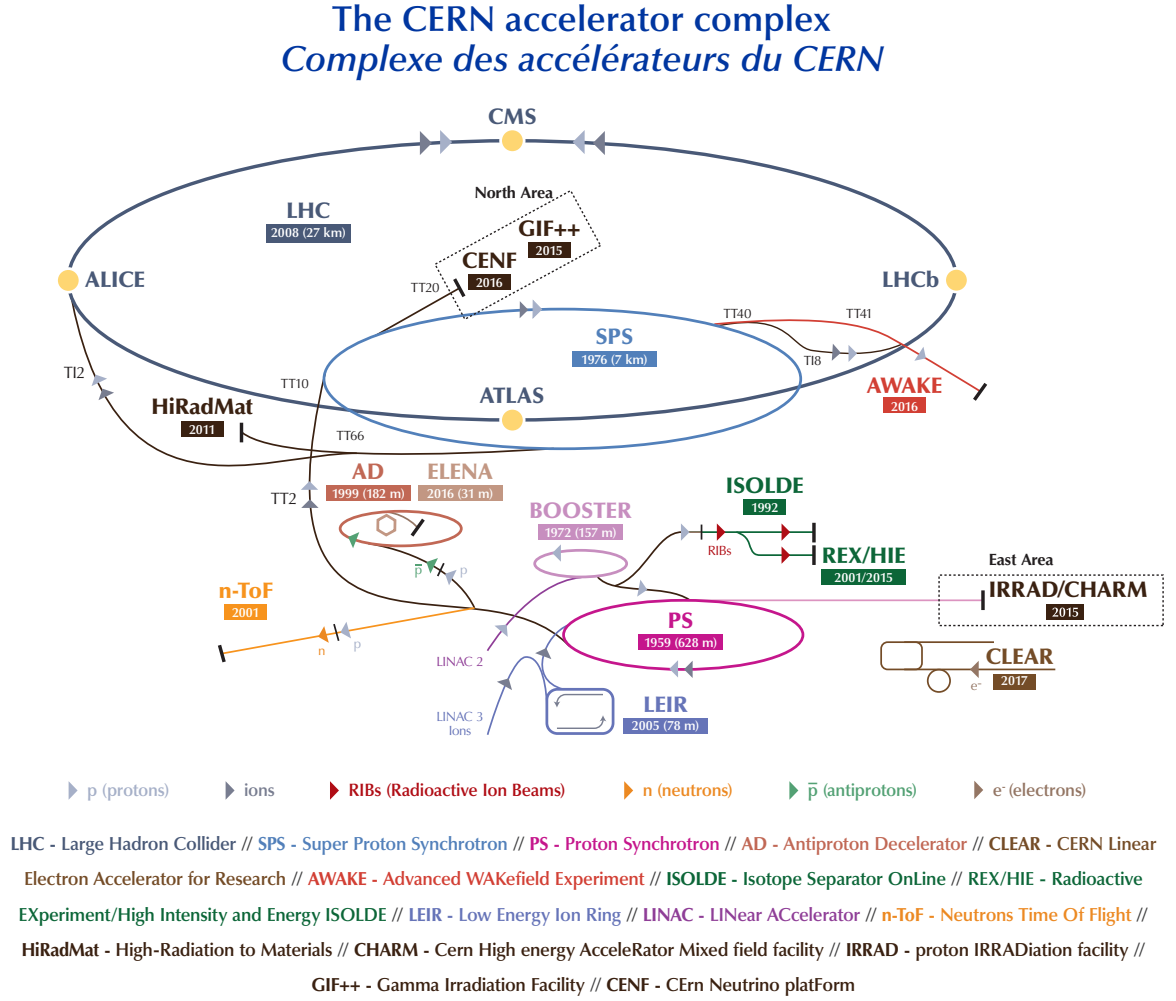 The CERN accelerator complex
Complexe des accélérateurs du CERN
CMS
North Area
LHC
2008 (27 km)
GIF++
2015
CENF
2016
ALICE
LHCb
TT20
TT40
TT41
SPS
1976 (7 km)
TI8
TI2
TT10
AWAKE
2016
ATLAS
HiRadMat
2011
TT66
AD
1999 (182 m)
ELENA
2016 (31 m)
TT2
ISOLDE
1992
BOOSTER
1972 (157 m)
RIBs
REX/HIE
2001/2015
p̅
p
East Area
IRRAD/CHARM
2015
n-ToF
2001
PS
1959 (628 m)
n
p
LINAC 2
CLEAR
2017
e-
LEIR
2005 (78 m)
LINAC 3
Ions
p (protons)
ions
RIBs (Radioactive Ion Beams)
n (neutrons)
p̅ (antiprotons)
e- (electrons)
LHC - Large Hadron Collider // SPS - Super Proton Synchrotron // PS - Proton Synchrotron // AD - Antiproton Decelerator // CLEAR - CERN Linear
Electron Accelerator for Research // AWAKE - Advanced WAKefield Experiment // ISOLDE - Isotope Separator OnLine // REX/HIE - Radioactive
EXperiment/High Intensity and Energy ISOLDE // LEIR - Low Energy Ion Ring // LINAC - LINear ACcelerator // n-ToF - Neutrons Time Of Flight //
HiRadMat - High-Radiation to Materials // CHARM - Cern High energy AcceleRator Mixed field facility // IRRAD - proton IRRADiation facility //
GIF++ - Gamma Irradiation Facility // CENF - CErn Neutrino platForm